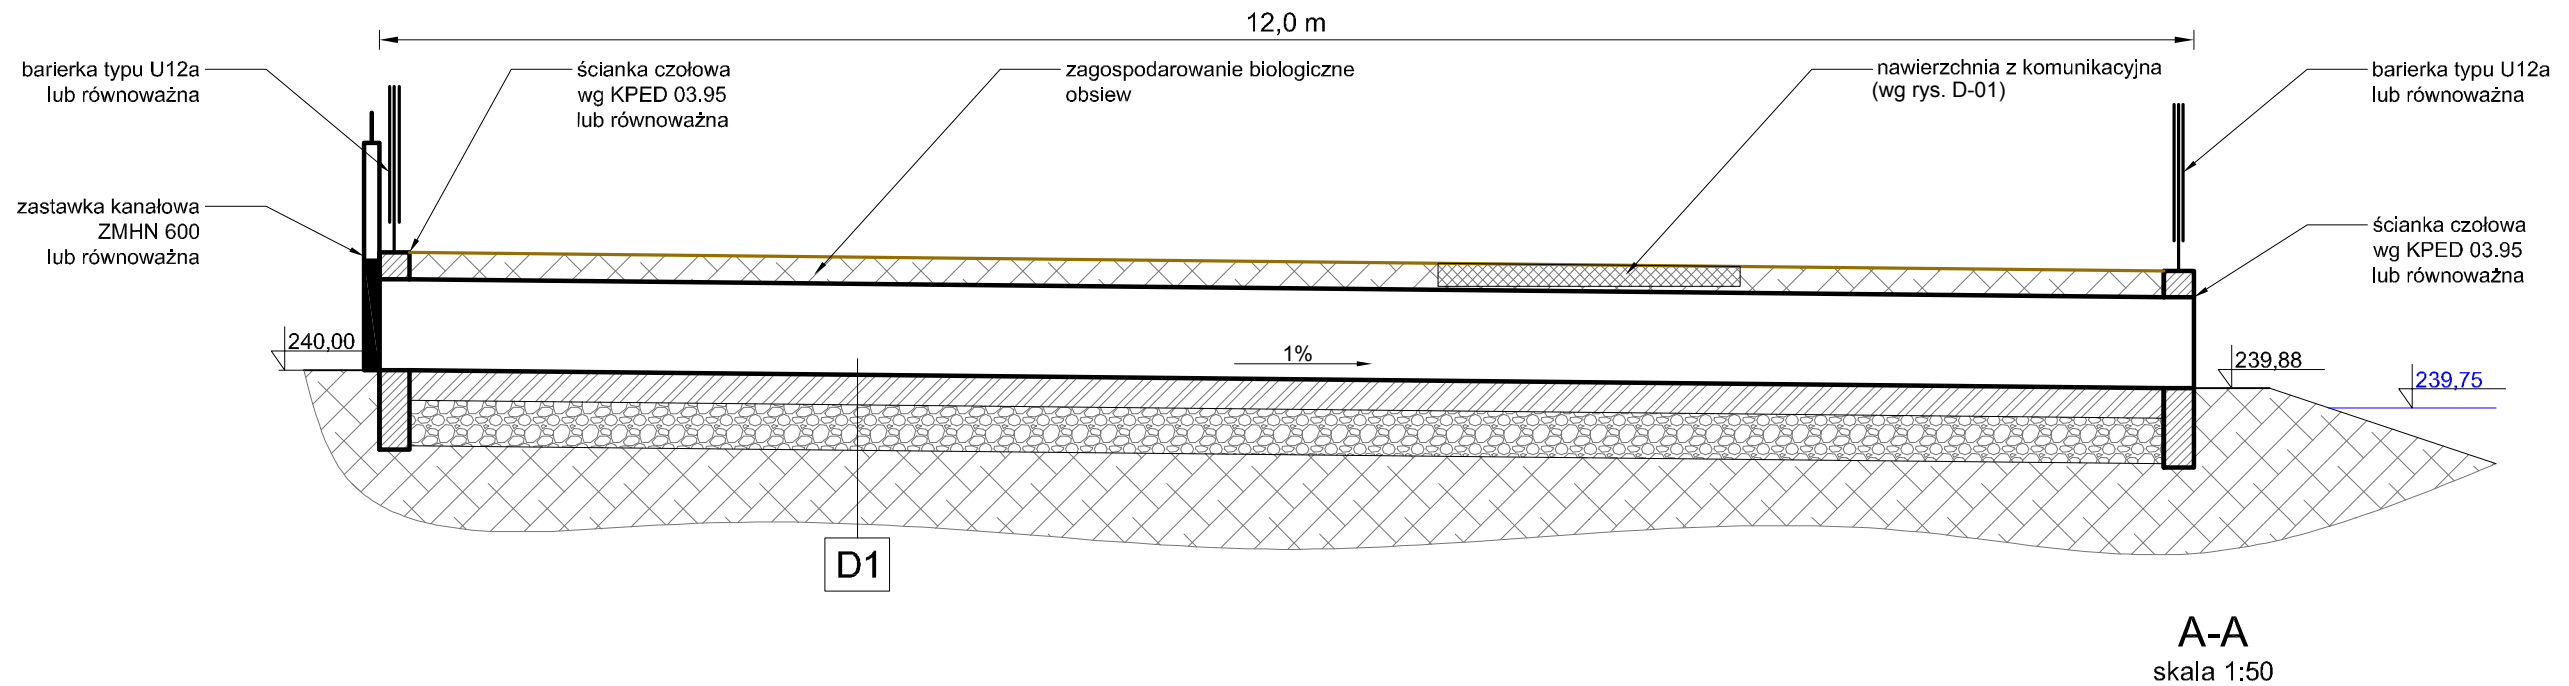 12,0 m
barierka typu U12a
lub równoważna
ścianka czołowa
wg KPED 03.95
lub równoważna
zagospodarowanie biologiczne
obsiew
nawierzchnia z komunikacyjna
(wg rys. D-01)
barierka typu U12a
lub równoważna
zastawka kanałowa
ZMHN 600
lub równoważna
ścianka czołowa
wg KPED 03.95
lub równoważna
240,00
1%
239,88
239,75
D1
A-A
skala 1:50